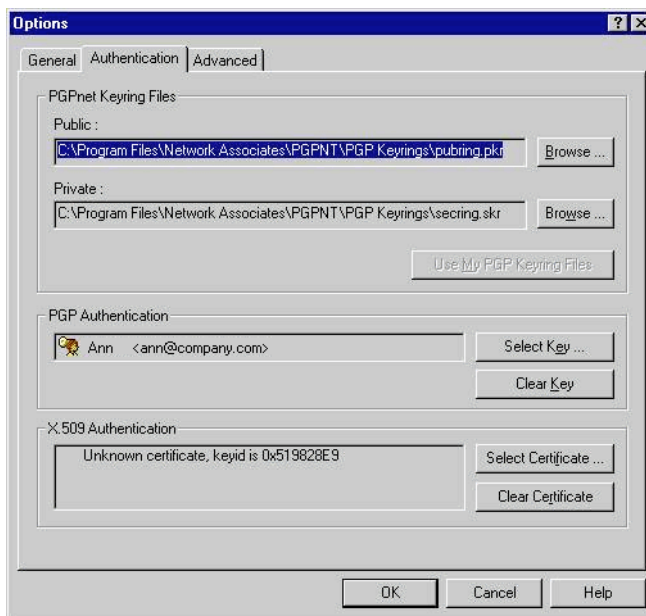 Options
General Authentication Advanced
PGPnet Keyring Files
Public :
C:\Program Files\Network Associates\PGPNT\PGP Keyrings\pubring.pkr Browse ...
Private :
C:\Program Files\Network Associates\PGPNT\PGP Keyrings\secring.skr Browse ...
Use My PGP Keyring Files
PGP Authentication
Ann <ann@company.com> Select Key ...
Clear Key
X.509 Authentication
Unknown certificate, keyid is 0x519828E9 Select Certificate ...
Clear Certificate
OK Cancel Help